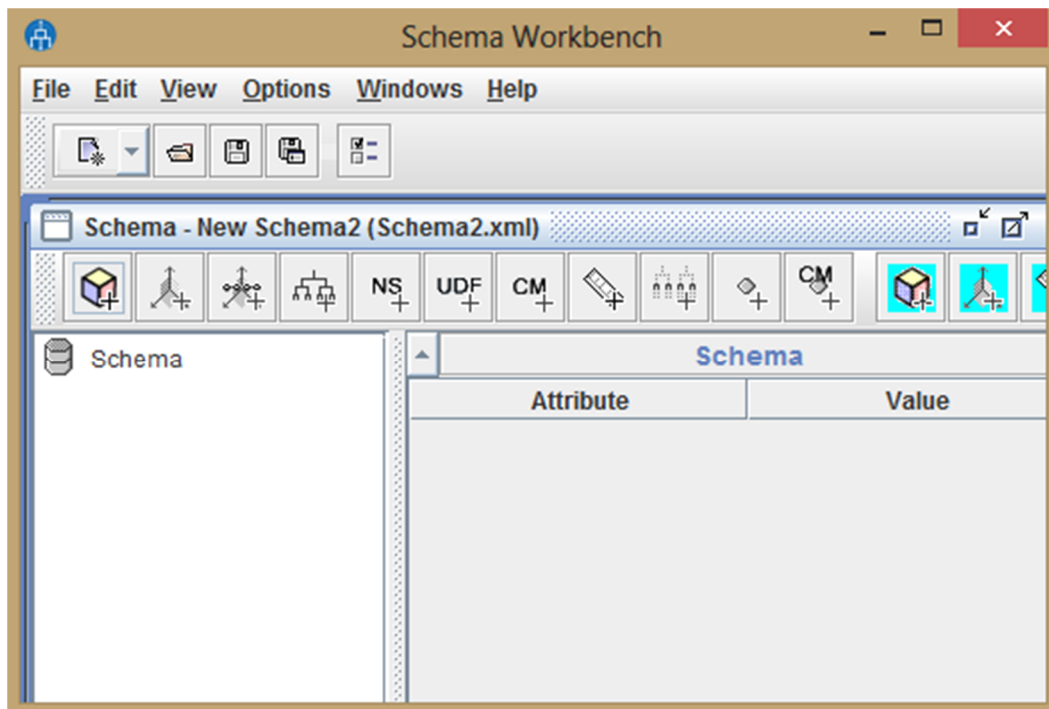 Schema Workbench
File Edit View Options Windows Help
Schema - New Schema2 (Schema2.xml)
NS UDF CM CM
Schema
Schema
Attribute Value